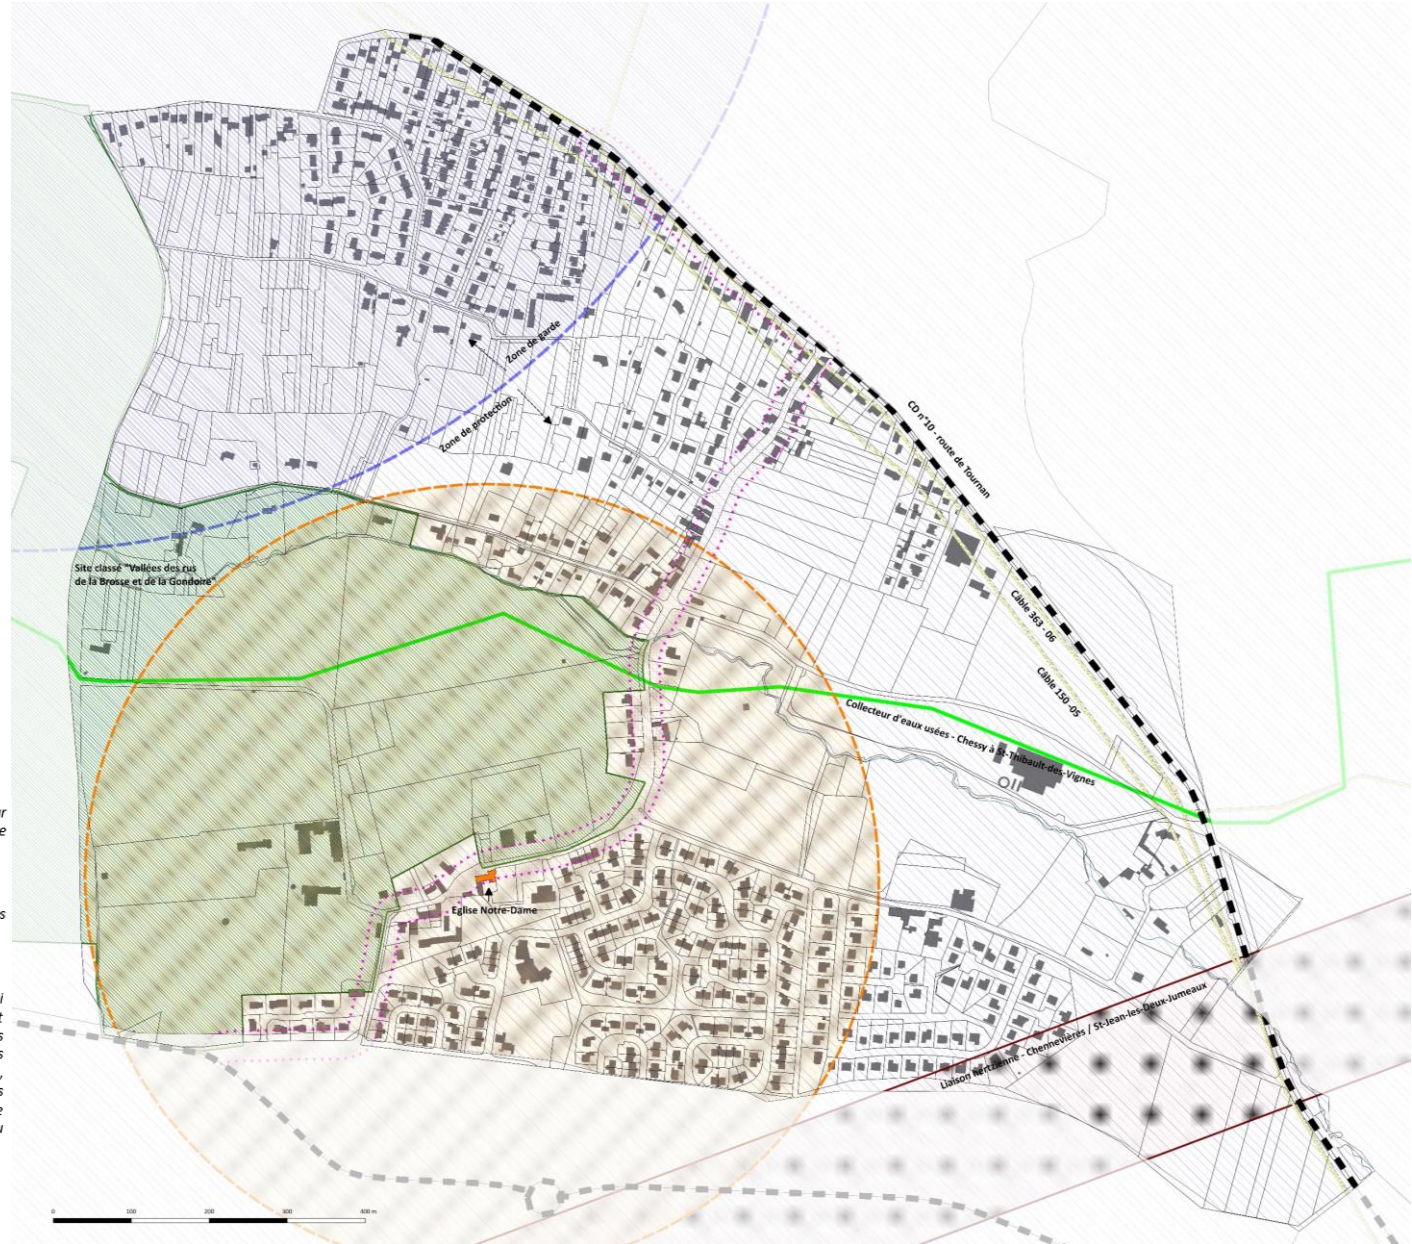 Zone de garde
Zone de protection
CD n°10 - route de Tournan
Site classé "Vallées des rus
de la Brosse et de la Gondoire"
Câble 363 - 06
Câble 150 -05
Collecteur d'eaux usées - Chessy à St-Thibault-des-Vignes
Eglise Notre-Dame
Liaison hertzienne - Chennevières / St-Jean-les-Deux-Jumeaux
0 100 200 300 400 m